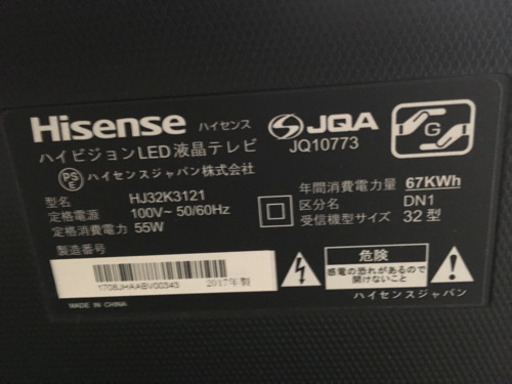 Hisense ハイセンス
JQA
JQ10773
G
ハイビジョンLED液晶テレビ
PSE ハイセンスジャパン株式会社
型名 HJ32K3121
定格電源 100V~ 50/60Hz
定格消費電力 55W
年間消費電力量 67KWh
区分名 DN1
受信機型サイズ 32型
製造番号
1708JHAABV00343
2017年製
MADE IN CHINA
危険
感電の恐れがあるので
開けないこと
ハイセンスジャパン